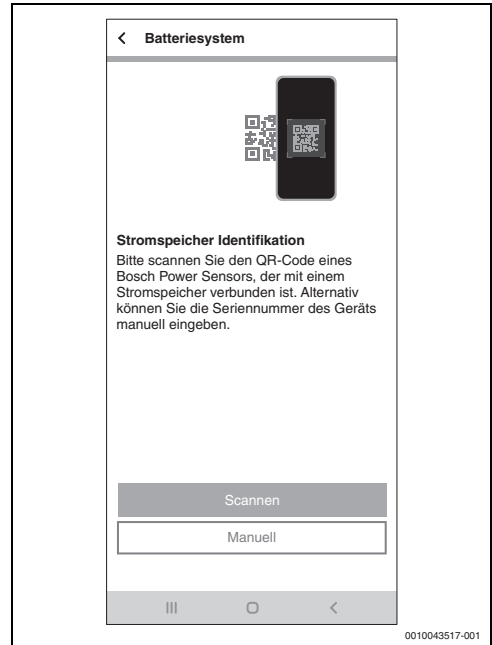 Batteriesystem
Stromspeicher Identifikation
Bitte scannen Sie den QR-Code eines
Bosch Power Sensors, der mit einem
Stromspeicher verbunden ist. Alternativ
können Sie die Seriennummer des Geräts
manuell eingeben.
Scannen
Manuell
0010043517-001